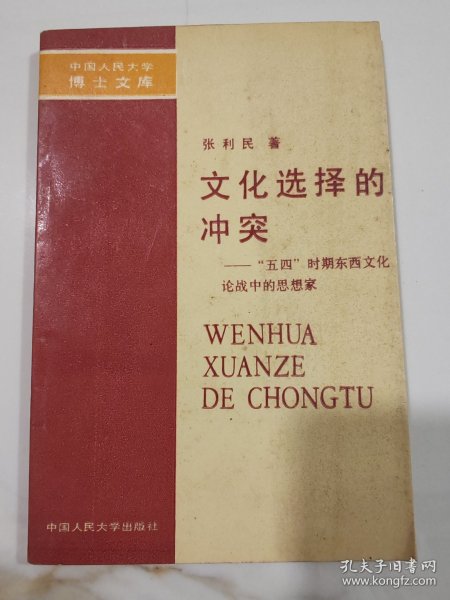 中国人民大学
博士文库
张利民 著
文化选择的
冲突
——“五四”时期东西文化
论战中的思想家
WENHUA
XUANZE
DE CHONGTU
中国人民大学出版社
孔夫子旧书网
www.kongfz.com